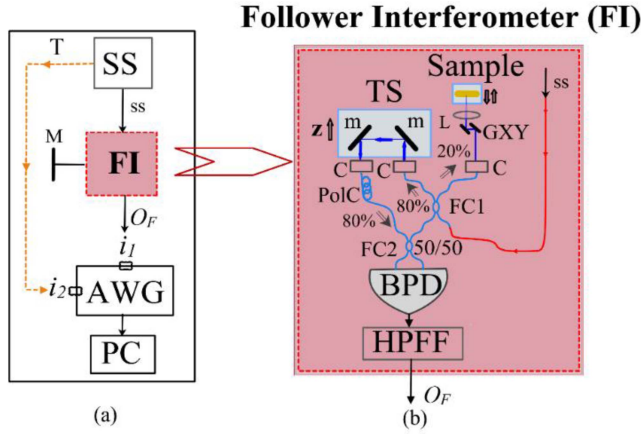 Follower Interferometer (FI)
T
SS
ss
M
FI
O_F
i_1
i_2
AWG
PC
(a)
Sample
ss
TS
L
GXY
z
m
m
20%
C
C
C
PolC
80%
FC1
80%
FC2
50/50
BPD
HPFF
O_F
(b)